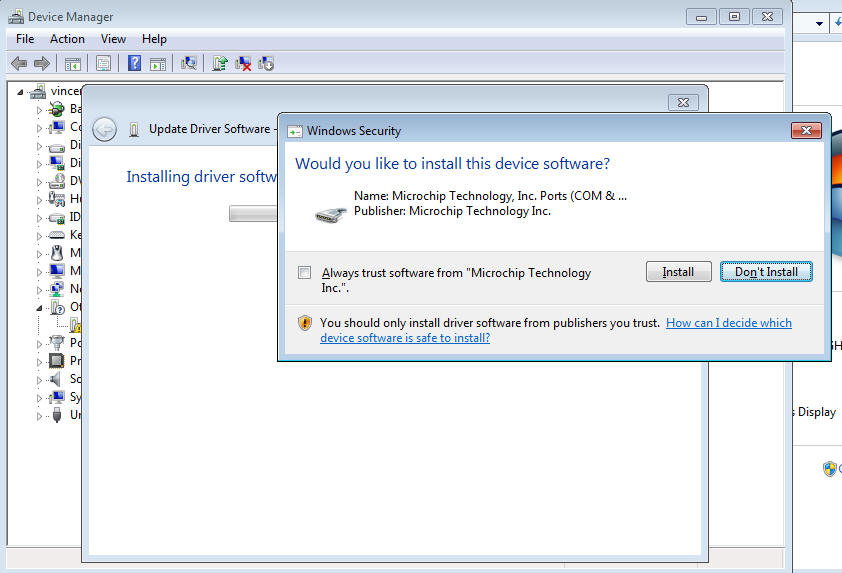 Device Manager
File Action View Help
Update Driver Software -
Installing driver softw
Windows Security
Would you like to install this device software?
Name: Microchip Technology, Inc. Ports (COM & ...
Publisher: Microchip Technology Inc.
Always trust software from "Microchip Technology
Inc.".
Install
Don't Install
You should only install driver software from publishers you trust. How can I decide which
device software is safe to install?
vince
Ba
Co
Di
Di
DV
Hu
ID
Ke
M
M
Ne
Ot
Po
Pr
So
Sy
Un
s Display